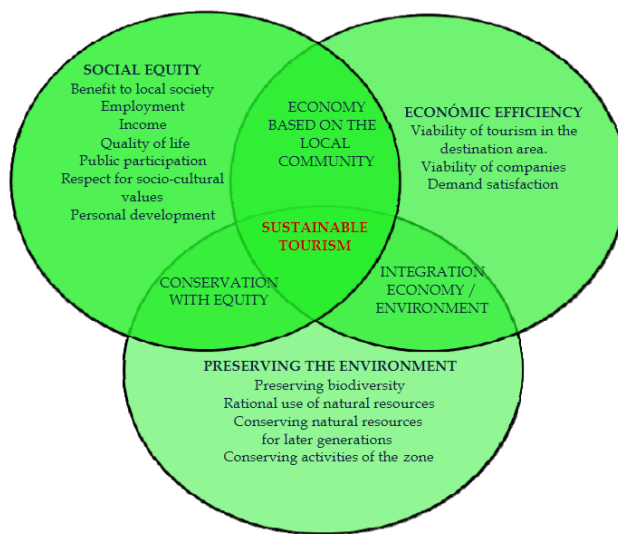 SOCIAL EQUITY
Benefit to local society
Employment
Income
Quality of life
Public participation
Respect for socio-cultural
values
Personal development
ECONOMY
BASED ON THE
LOCAL
COMMUNITY
ECONÓMIC EFFICIENCY
Viability of tourism in the
destination area.
Viability of companies
Demand satisfaction
SUSTAINABLE
TOURISM
CONSERVATION
WITH EQUITY
INTEGRATION
ECONOMY /
ENVIRONMENT
PRESERVING THE ENVIRONMENT
Preserving biodiversity
Rational use of natural resources
Conserving natural resources
for later generations
Conserving activities of the zone